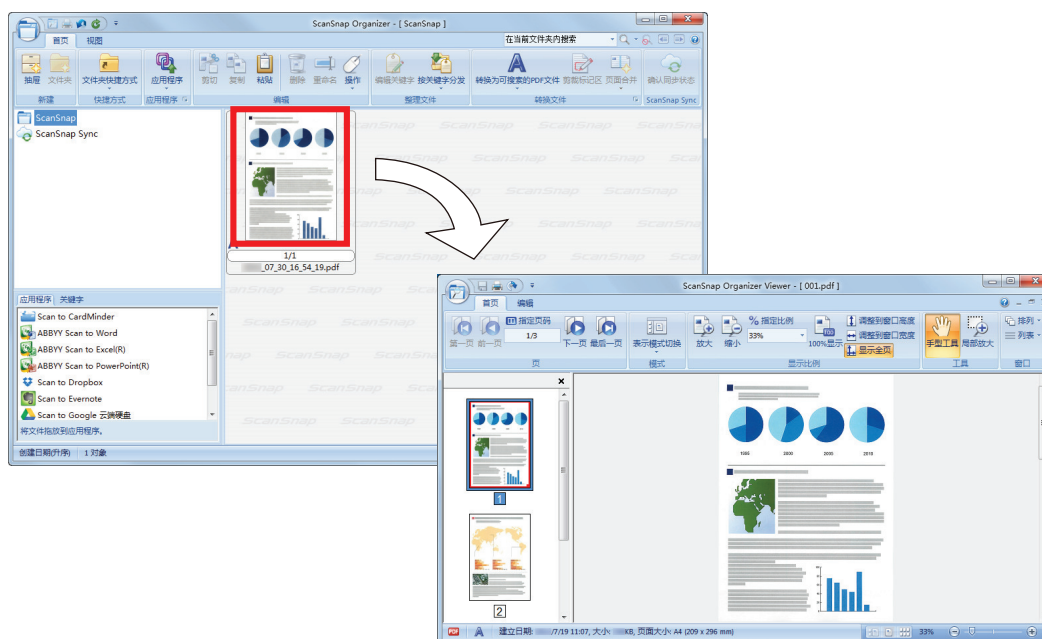 ScanSnap Organizer - [ ScanSnap ]
首页 视图
在当前文件夹内搜索
抽屉 文件夹 文件夹快捷方式 应用程序 剪切 复制 粘贴 删除 重命名 操作 编辑关键字 按关键字分发 转换为可搜索的PDF文件 剪裁标记区 页面合并 确认同步状态
新建 快捷方式 应用程序 编辑 整理文件 转换文件 ScanSnap Sync
ScanSnap
ScanSnap Sync
1/1
_07_30_16_54_19.pdf
应用程序 关键字
Scan to CardMinder
ABBYY Scan to Word
ABBYY Scan to Excel(R)
ABBYY Scan to PowerPoint(R)
Scan to Dropbox
Scan to Evernote
Scan to Google 云端硬盘
将文件拖放到应用程序。
创建日期(升序) 1 对象
ScanSnap Organizer Viewer - [ 001.pdf ]
首页 编辑
指定页码
1/3
第一页 前一页 下一页 最后一页
页
表示模式切换
模式
放大 缩小
% 指定比例
33%
100%显示
调整到窗口高度
调整到窗口宽度
显示全页
显示比例
手型工具 局部放大
工具
排列
列表
窗口
1
2
1995 2000 2005 2010
PDF A 建立日期: /7/19 11:07, 大小: KB, 页面大小: A4 (209 x 296 mm)
33%